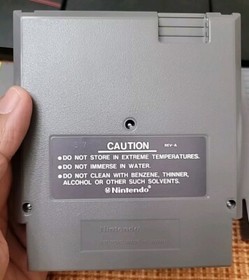 CAUTION REV-A
•DO NOT STORE IN EXTREME TEMPERATURES.
•DO NOT IMMERSE IN WATER.
•DO NOT CLEAN WITH BENZENE, THINNER,
ALCOHOL OR OTHER SUCH SOLVENTS.
Nintendo®